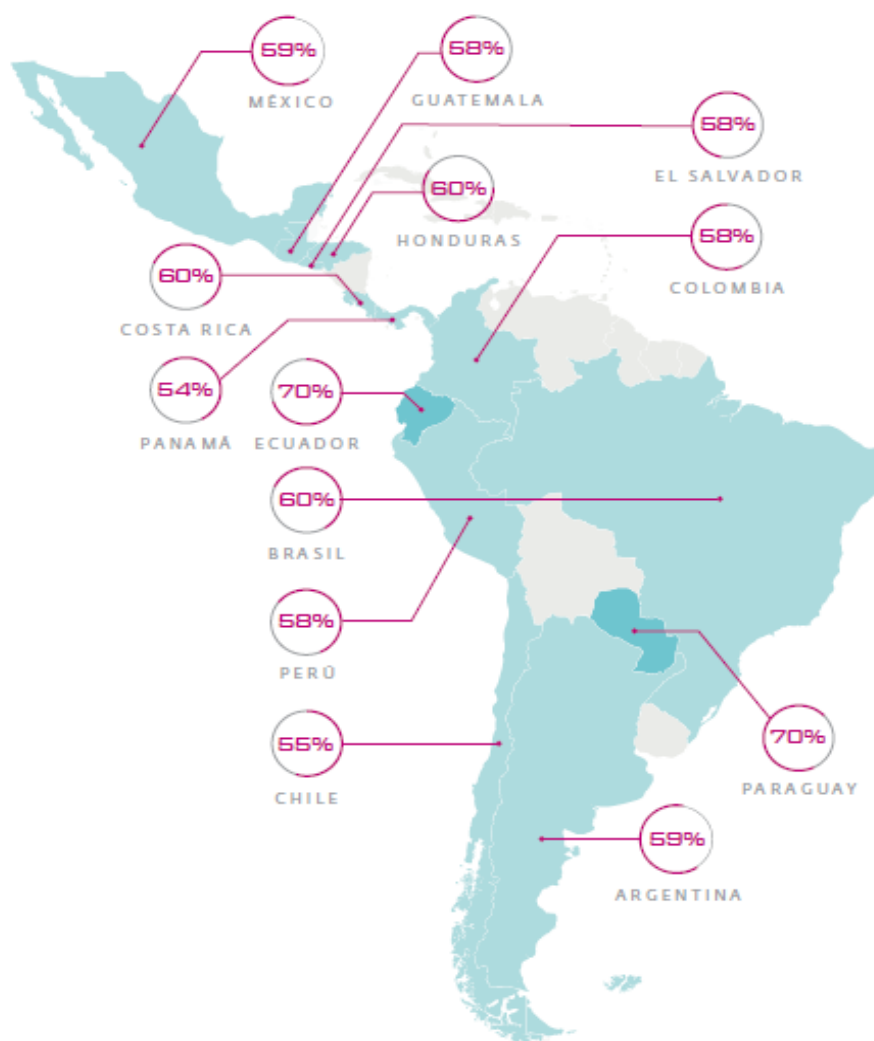 59%
MÉXICO
58%
GUATEMALA
58%
EL SALVADOR
60%
HONDURAS
58%
COLOMBIA
60%
COSTA RICA
54%
PANAMÁ
70%
ECUADOR
60%
BRASIL
58%
PERÚ
55%
CHILE
70%
PARAGUAY
59%
ARGENTINA